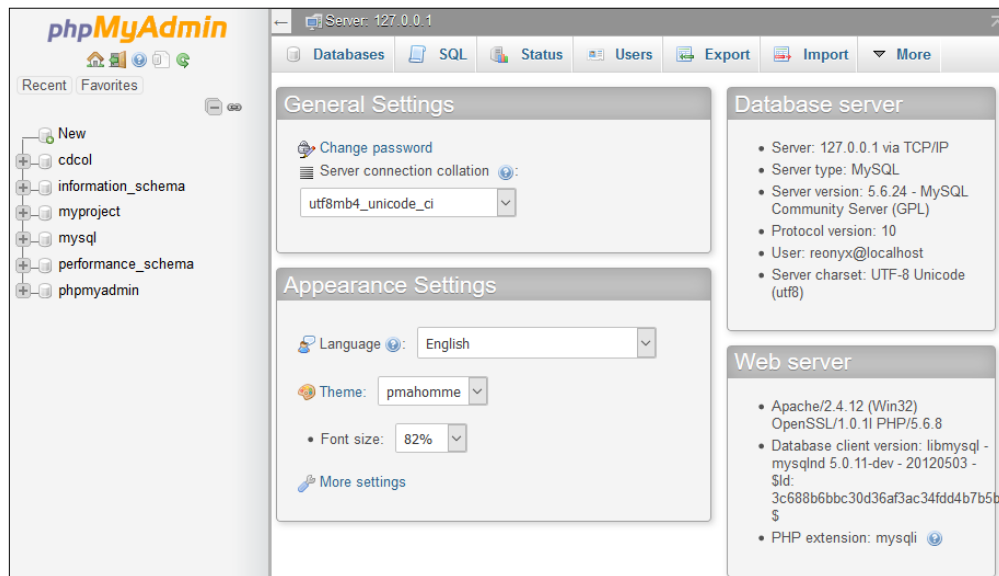 phpMyAdmin
Recent Favorites
New
cdcol
information_schema
myproject
mysql
performance_schema
phpmyadmin
Server: 127.0.0.1
Databases SQL Status Users Export Import More
General Settings
Change password
Server connection collation :
utf8mb4_unicode_ci
Appearance Settings
Language : English
Theme: pmahomme
• Font size: 82%
More settings
Database server
• Server: 127.0.0.1 via TCP/IP
• Server type: MySQL
• Server version: 5.6.24 - MySQL
Community Server (GPL)
• Protocol version: 10
• User: reonyx@localhost
• Server charset: UTF-8 Unicode
(utf8)
Web server
• Apache/2.4.12 (Win32)
OpenSSL/1.0.1l PHP/5.6.8
• Database client version: libmysql -
mysqlnd 5.0.11-dev - 20120503 -
$Id:
3c688b6bbc30d36af3ac34fdd4b7b5b
$
• PHP extension: mysqli